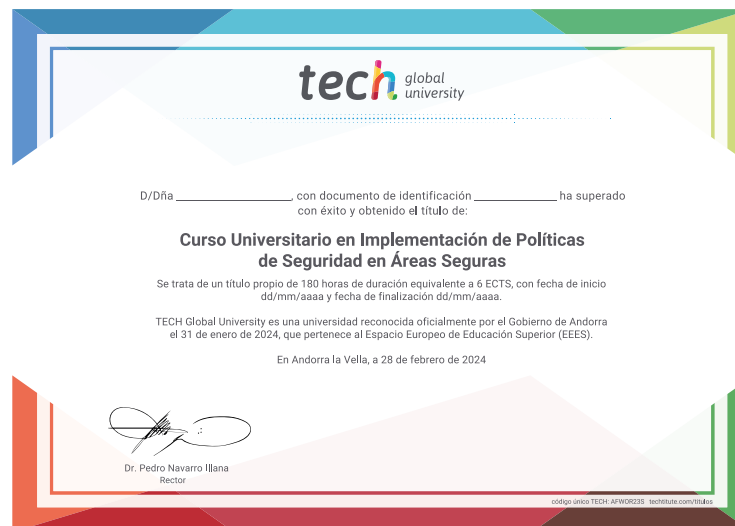 tech global university
D/Dña ______________, con documento de identificación ______________ ha superado
con éxito y obtenido el título de:
Curso Universitario en Implementación de Políticas
de Seguridad en Áreas Seguras
Se trata de un título propio de 180 horas de duración equivalente a 6 ECTS, con fecha de inicio
dd/mm/aaaa y fecha de finalización dd/mm/aaaa.
TECH Global University es una universidad reconocida oficialmente por el Gobierno de Andorra
el 31 de enero de 2024, que pertenece al Espacio Europeo de Educación Superior (EEES).
En Andorra la Vella, a 28 de febrero de 2024
Dr. Pedro Navarro Illana
Rector
código único TECH: AFWOR23S techtitute.com/titulos